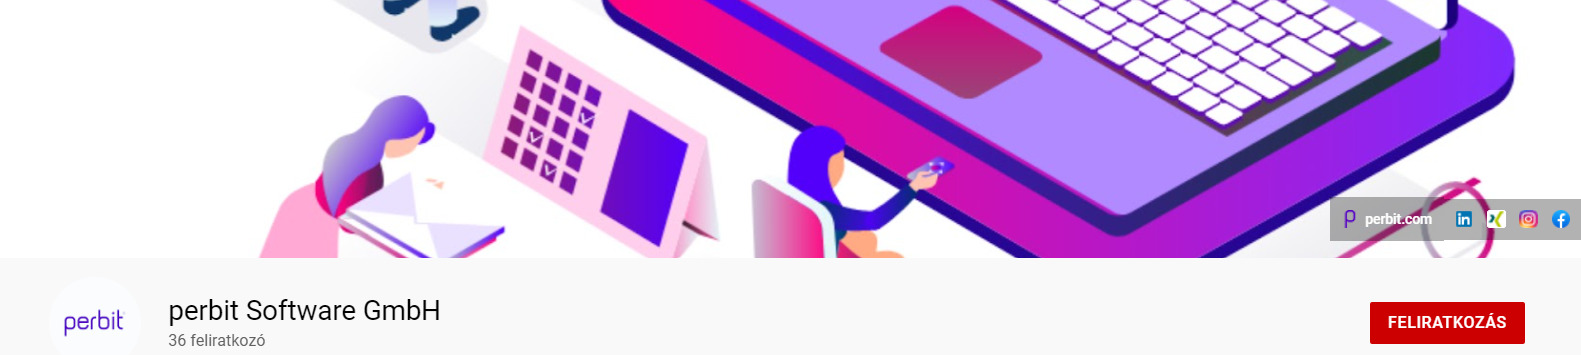 perbit.com
perbit
perbit Software GmbH
36 feliratkozó
FELIRATKOZÁS